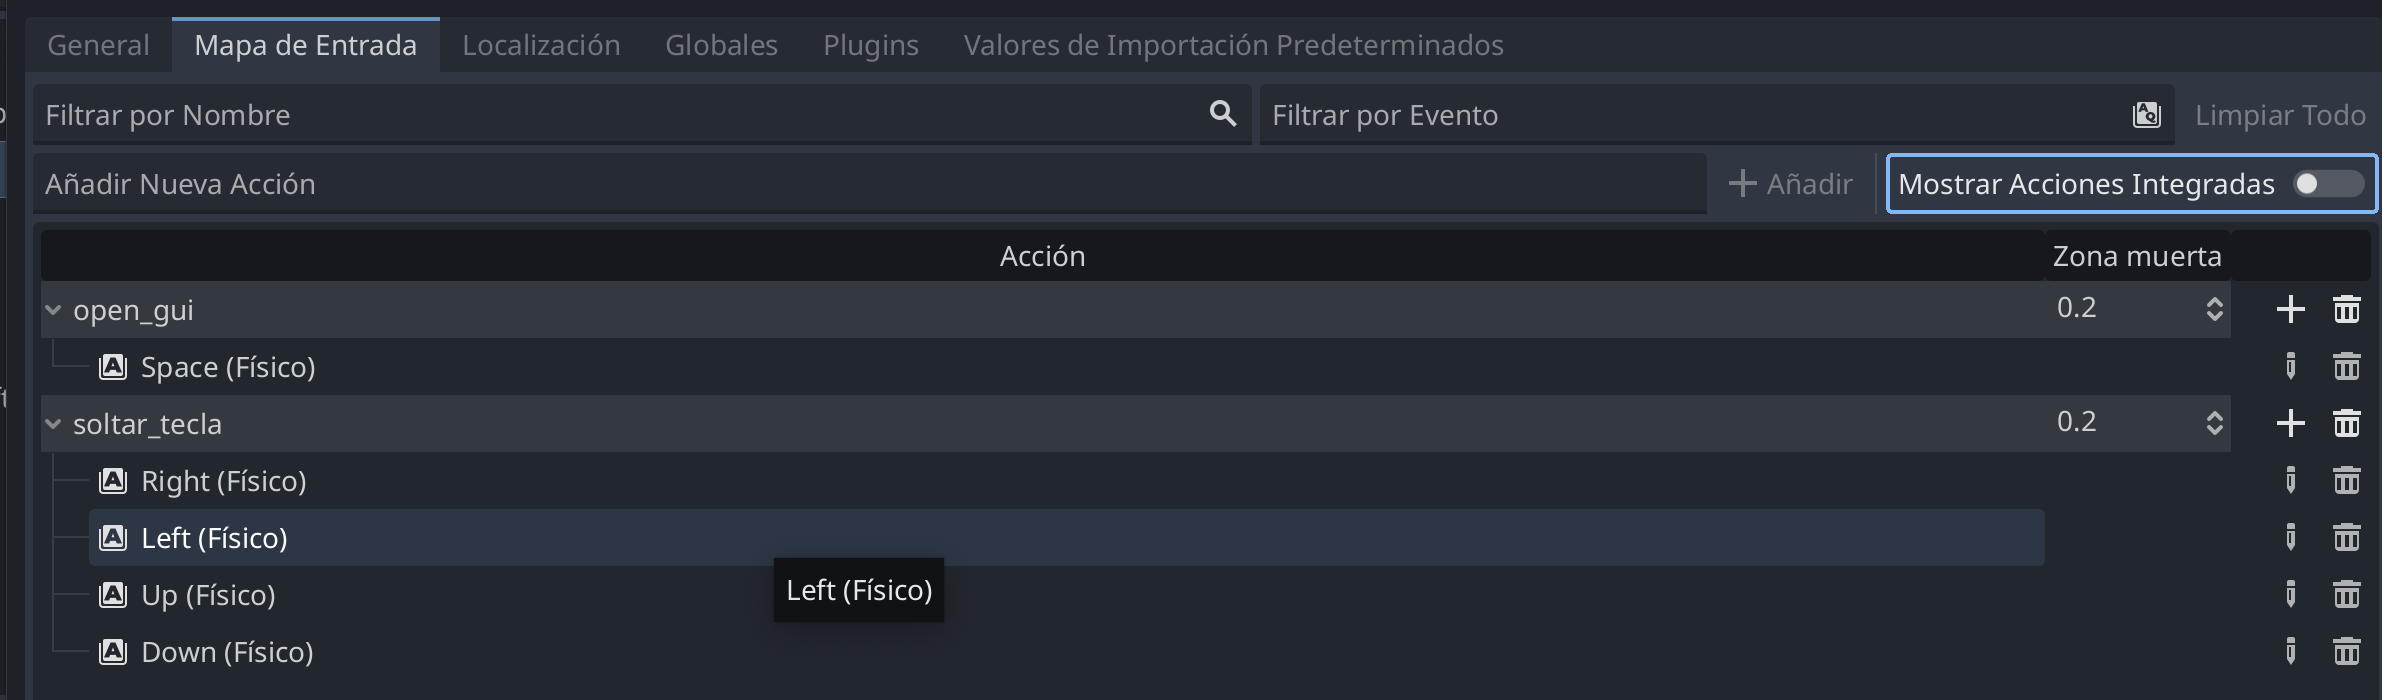 General Mapa de Entrada Localización Globales Plugins Valores de Importación Predeterminados
Filtrar por Nombre Filtrar por Evento Limpiar Todo
Añadir Nueva Acción Añadir Mostrar Acciones Integradas
Acción Zona muerta
open_gui 0.2
Space (Físico)
soltar_tecla 0.2
Right (Físico)
Left (Físico)
Left (Físico)
Up (Físico)
Down (Físico)